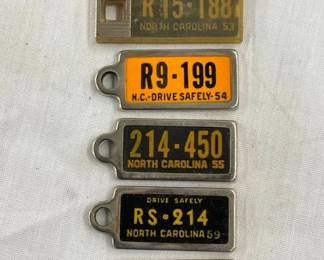 R15·188
NORTH CAROLINA 53
R9·199
N.C.-DRIVE SAFELY-54
214·450
NORTH CAROLINA 55
DRIVE SAFELY
RS·214
NORTH CAROLINA 59